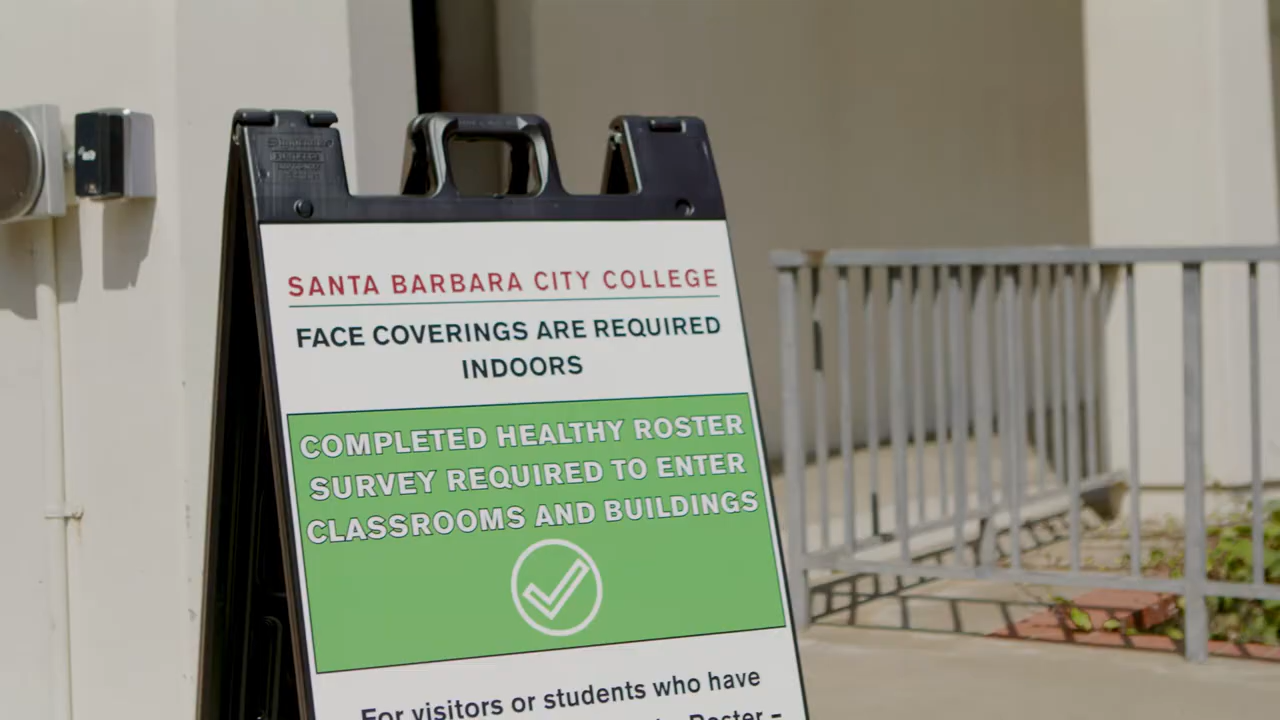 SANTA BARBARA CITY COLLEGE
FACE COVERINGS ARE REQUIRED
INDOORS
COMPLETED HEALTHY ROSTER
SURVEY REQUIRED TO ENTER
CLASSROOMS AND BUILDINGS
For visitors or students who have
Roster –